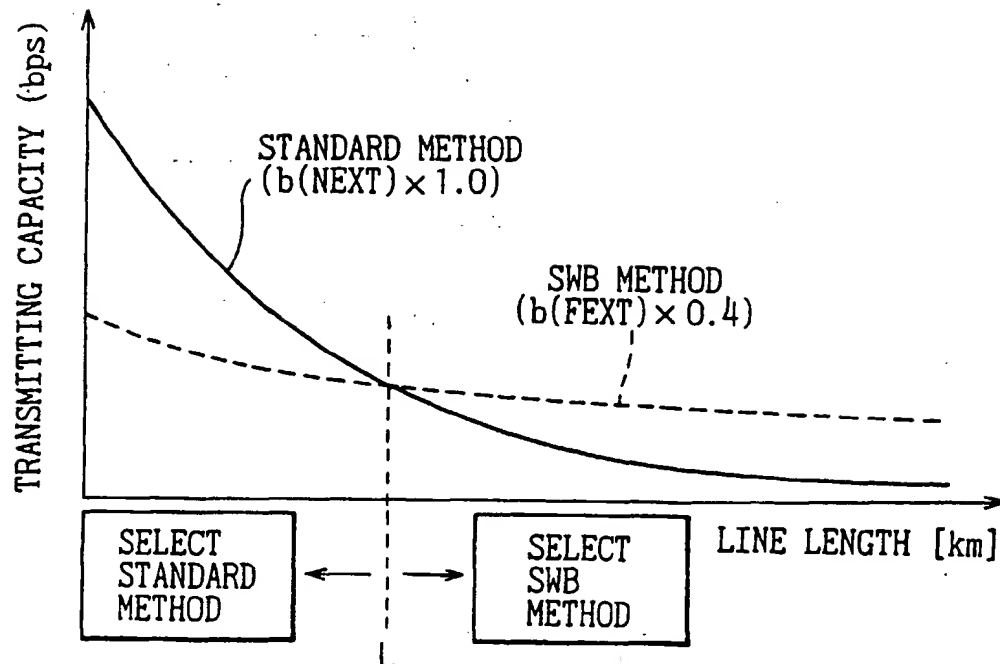 TRANSMITTING CAPACITY (bps)
STANDARD METHOD
(b(NEXT)×1.0)
SWB METHOD
(b(FEXT)×0.4)
LINE LENGTH [km]
SELECT
STANDARD
METHOD
SELECT
SWB
METHOD